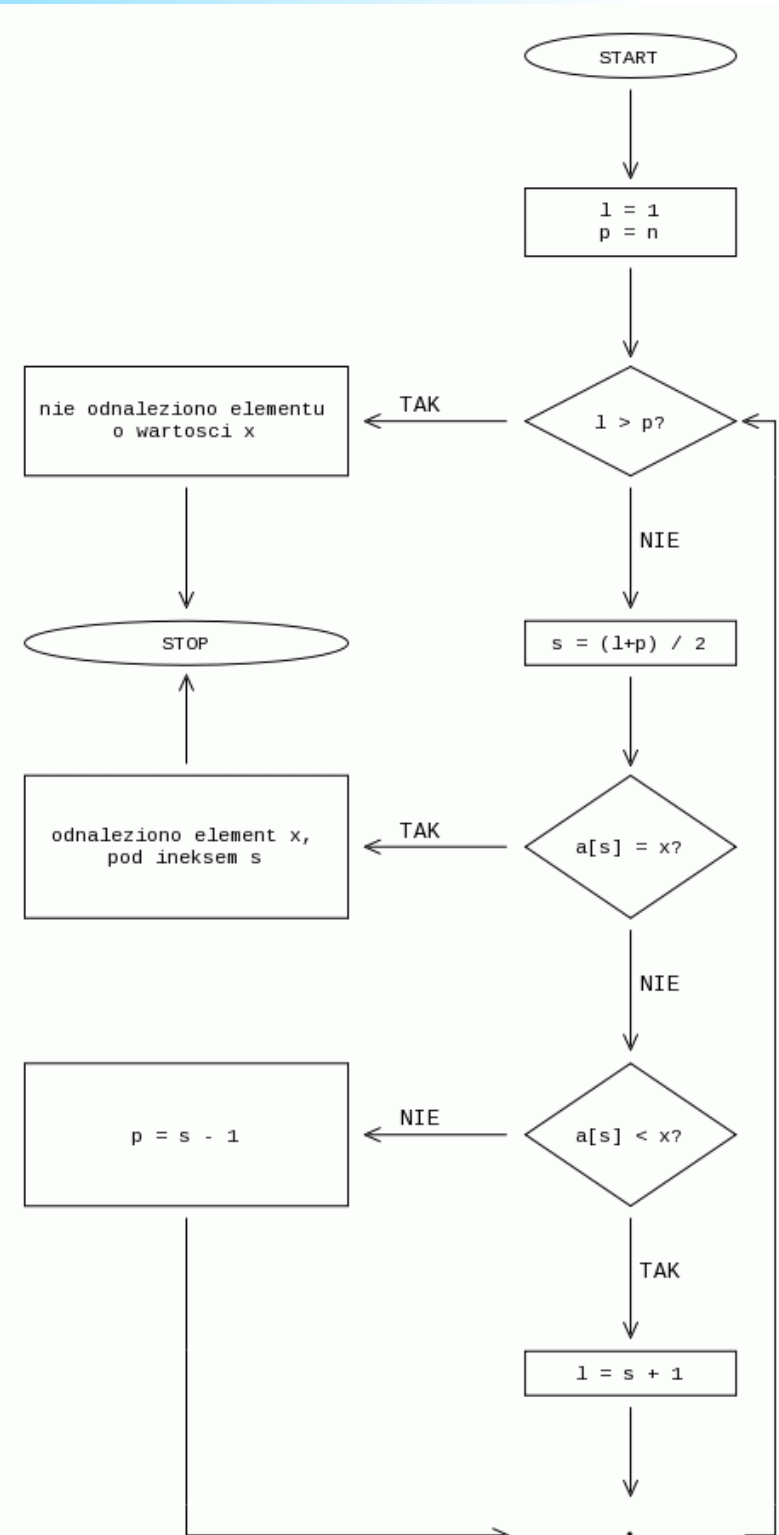 START
l = 1
p = n
l > p?
TAK
nie odnaleziono elementu
o wartosci x
NIE
STOP
s = (l+p) / 2
a[s] = x?
TAK
odnaleziono element x,
pod ineksem s
NIE
a[s] < x?
NIE
p = s - 1
TAK
l = s + 1